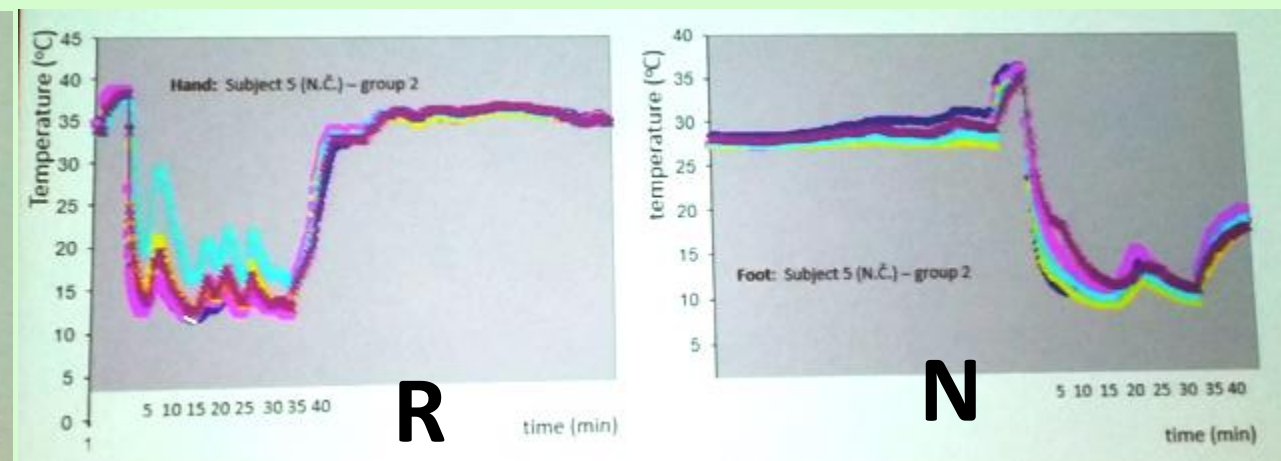 Temperature (ºC)
45
40
35
30
25
20
15
10
5
0
1
Hand: Subject 5 (N.Č.) – group 2
5 10 15 20 25 30 35 40
R
time (min)
temperature (ºC)
40
35
30
25
20
15
10
5
Foot: Subject 5 (N.Č.) – group 2
N
5 10 15 20 30 35 40
time (min)